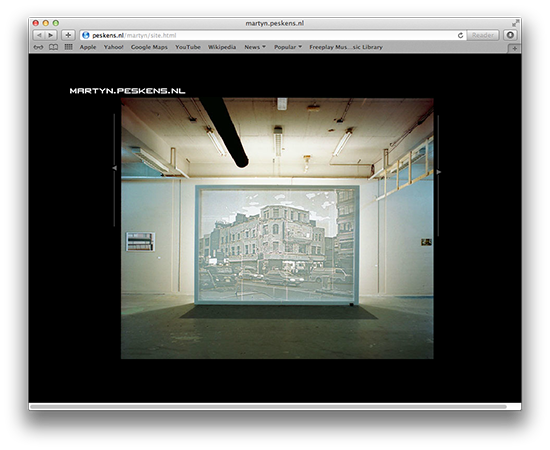 martyn.peskens.nl
peskens.nl/martyn/site.html
Reader
Apple Yahoo! Google Maps YouTube Wikipedia News Popular Freeplay Mus...sic Library
MARTYN.PESKENS.NL